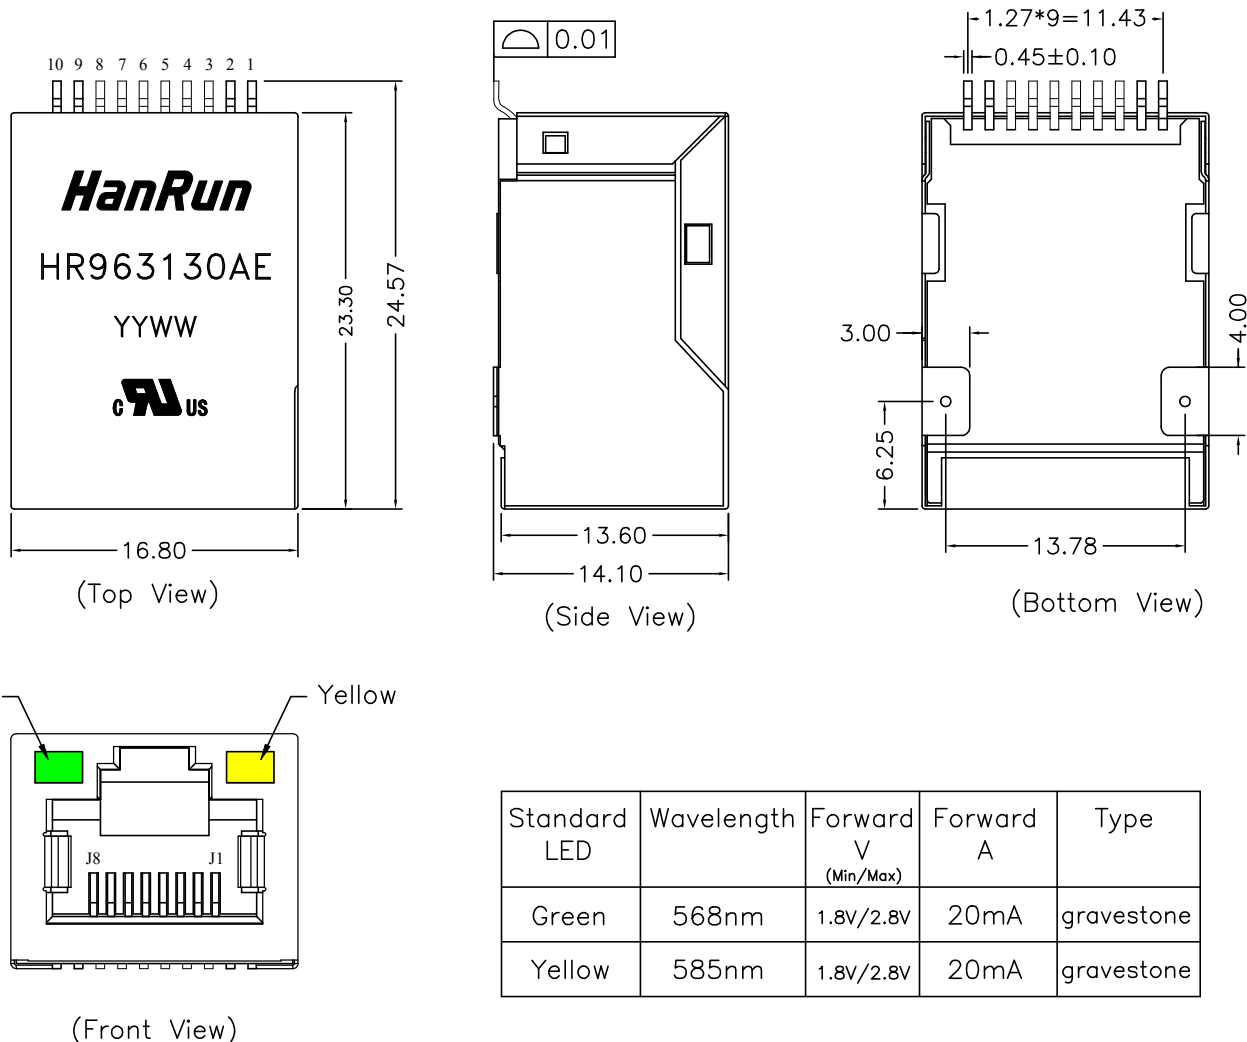 10 9 8 7 6 5 4 3 2 1
HanRun
HR963130AE
YYWW
c RU US
23.30
24.57
16.80
(Top View)
0.01
13.60
14.10
(Side View)
1.27*9=11.43
0.45±0.10
3.00
4.00
6.25
13.78
(Bottom View)
Yellow
J8 J1
(Front View)
Standard LED Wavelength Forward V (Min/Max) Forward A Type
Green 568nm 1.8V/2.8V 20mA gravestone
Yellow 585nm 1.8V/2.8V 20mA gravestone